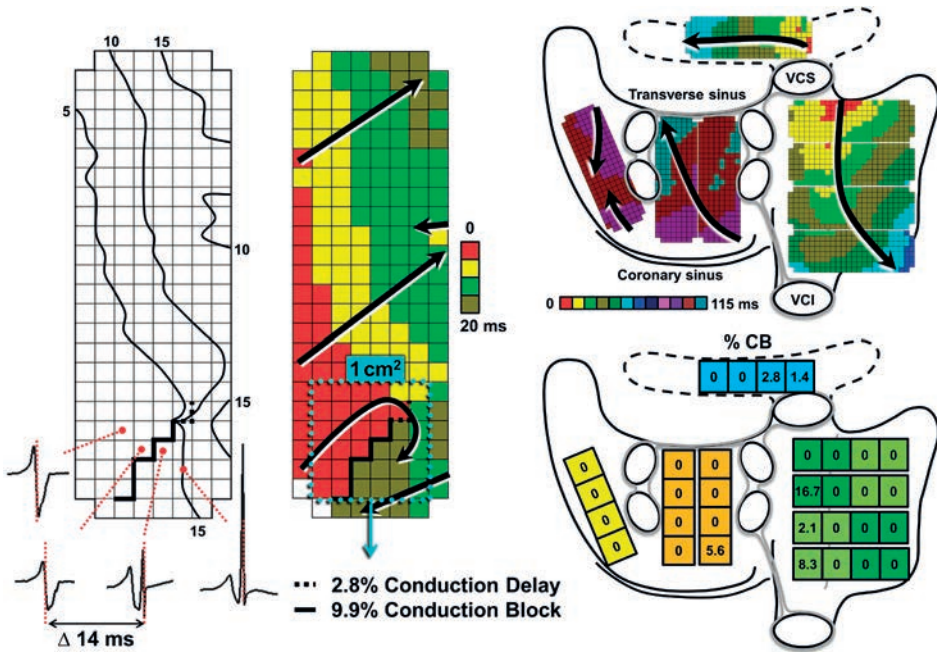 10 15
5
10
15
15
Δ 14 ms
0
20 ms
1 cm²
2.8% Conduction Delay
9.9% Conduction Block
VCS
Transverse sinus
Coronary sinus
VCI
0 115 ms
% CB
0 0 2.8 1.4
0
0
0
0
0 0
0 0
0 0
0 5.6
0 0 0 0
16.7 0 0 0
2.1 0 0 0
8.3 0 0 0